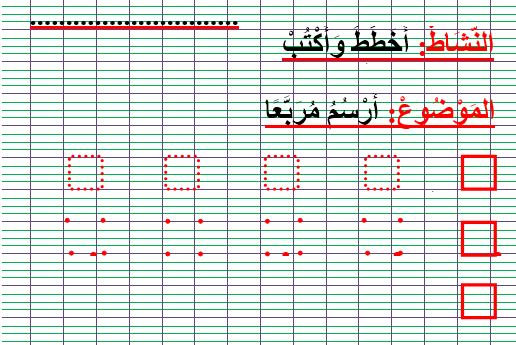 النَّشَاطَ: أُخَطِّطَ وَأَكْتُبْ
المَوْضُوعْ: أَرْسُمُ مُرَبَّعًا